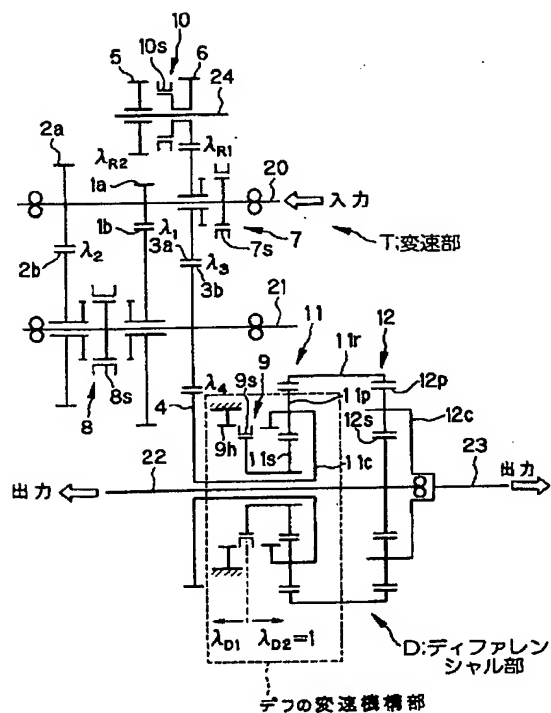 10
5
10s
6
24
2a
λR2
λR1
1a
20
入力
1b
λ1
7
T:変速部
2b
λ2
3a
λ3
7s
3b
21
11
12
11r
8
8s
4
λ4
9s
9
11p
12p
12s
12c
9h
11s
11c
23
出力
22
出力
λD1
λD2=1
D:ディファレン
シャル部
デフの変速機構部